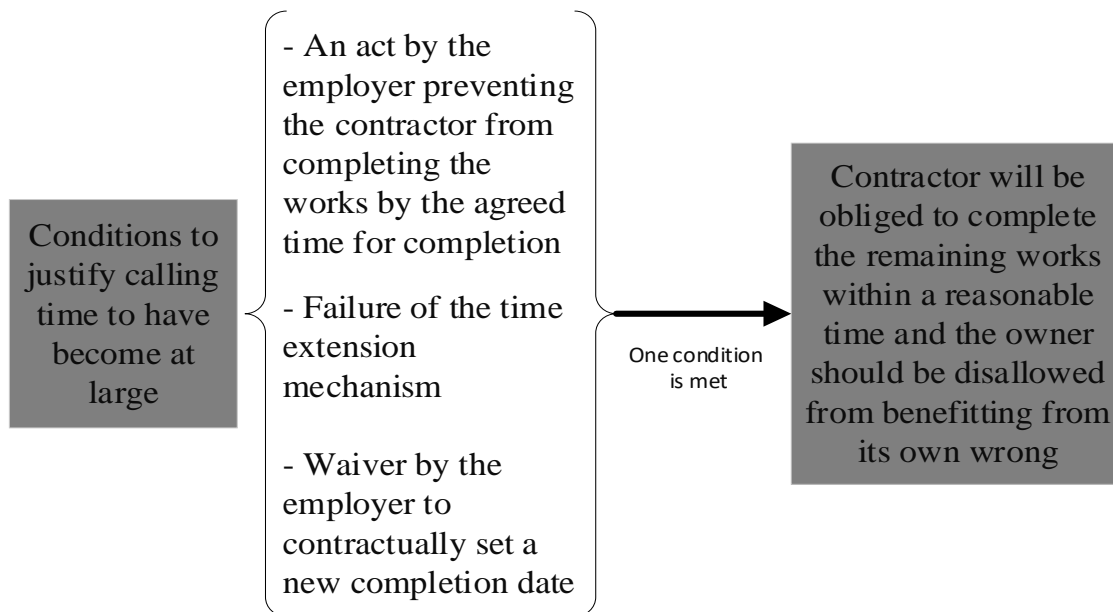 Conditions to
justify calling
time to have
become at
large
- An act by the
employer preventing
the contractor from
completing the
works by the agreed
time for completion
- Failure of the time
extension
mechanism
- Waiver by the
employer to
contractually set a
new completion date
One condition
is met
Contractor will be
obliged to complete
the remaining works
within a reasonable
time and the owner
should be disallowed
from benefitting from
its own wrong